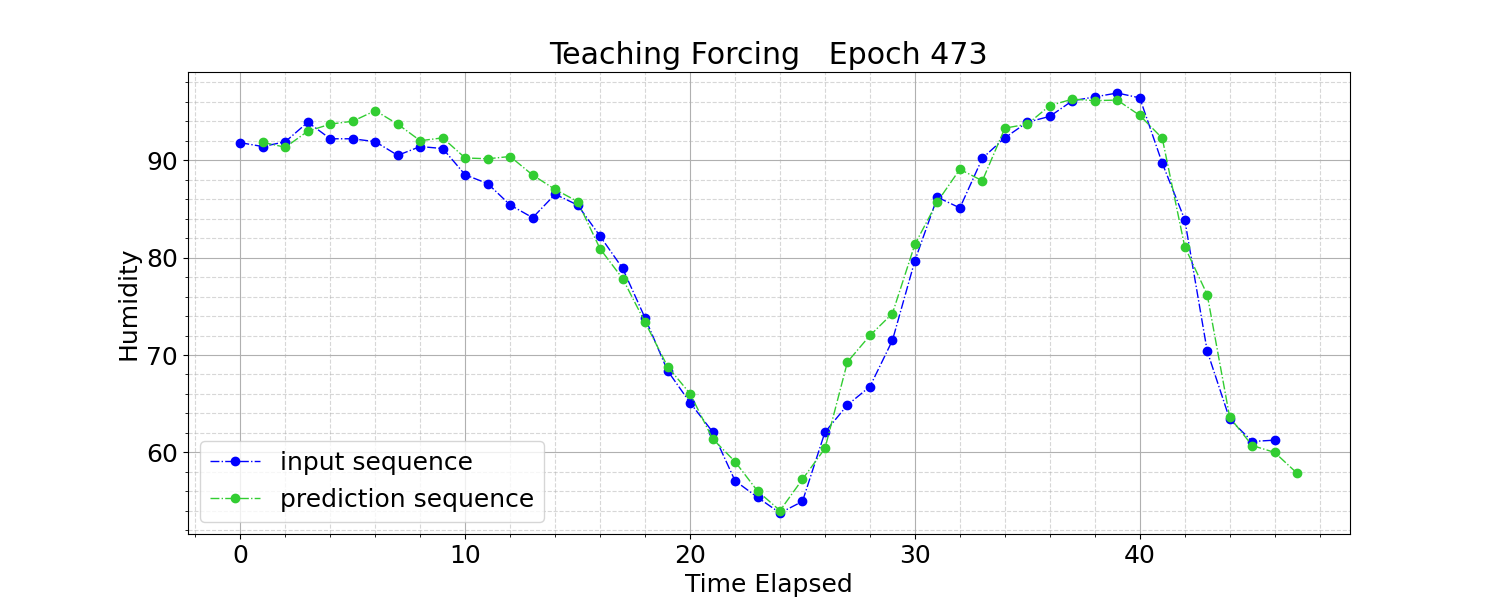 Teaching Forcing   Epoch 473
Humidity
90
80
70
60
input sequence
prediction sequence
0 10 20 30 40
Time Elapsed